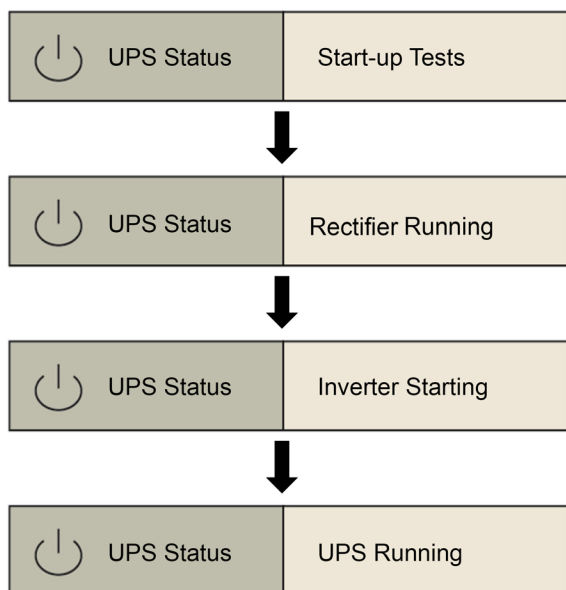 UPS Status Start-up Tests
UPS Status Rectifier Running
UPS Status Inverter Starting
UPS Status UPS Running